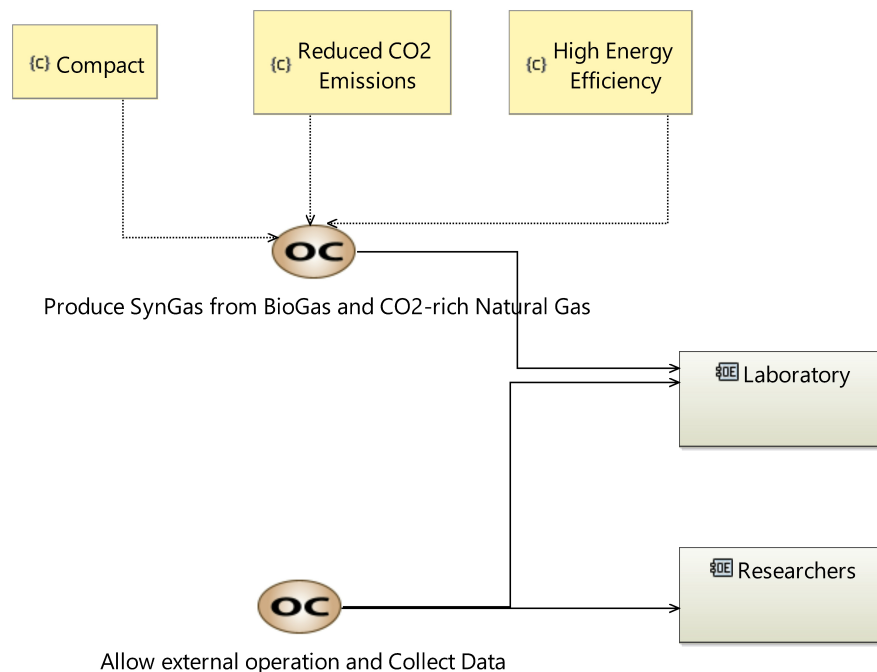 {c} Compact
{c} Reduced CO2
Emissions
{c} High Energy
Efficiency
OC
Produce SynGas from BioGas and CO2-rich Natural Gas
OE Laboratory
OE Researchers
OC
Allow external operation and Collect Data